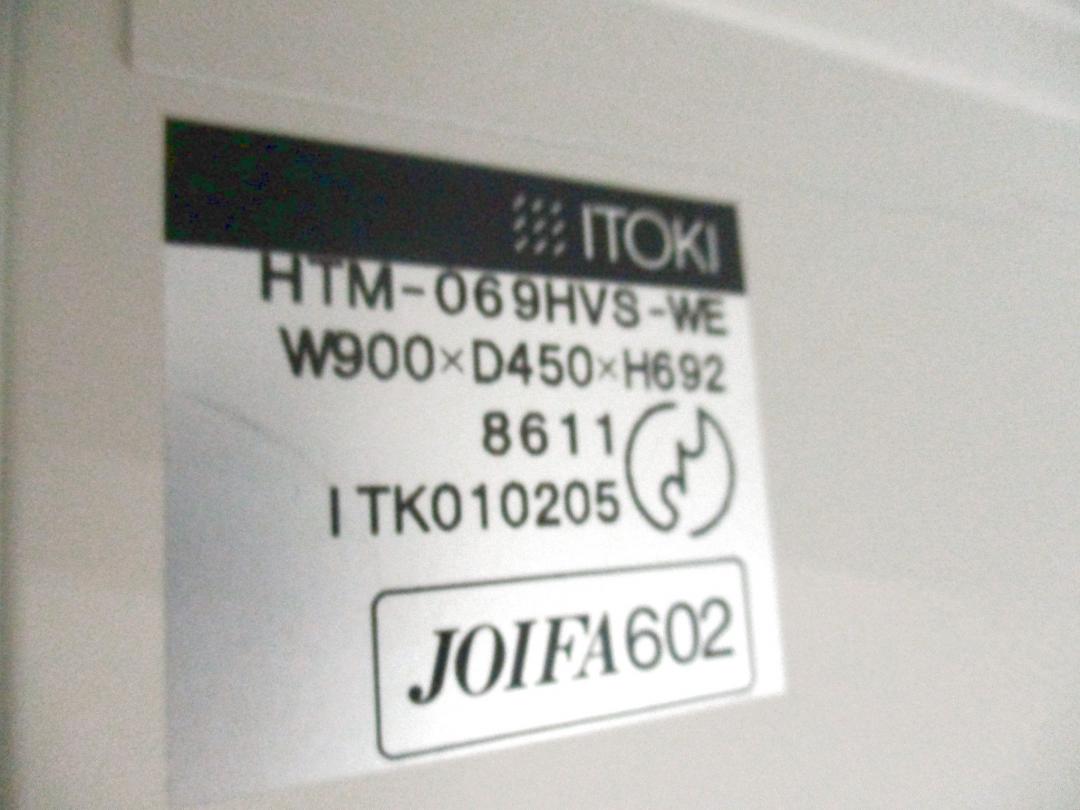 ITOKI
HTM-069HVS-WE
W900×D450×H692
8611
ITK010205
JOIFA602